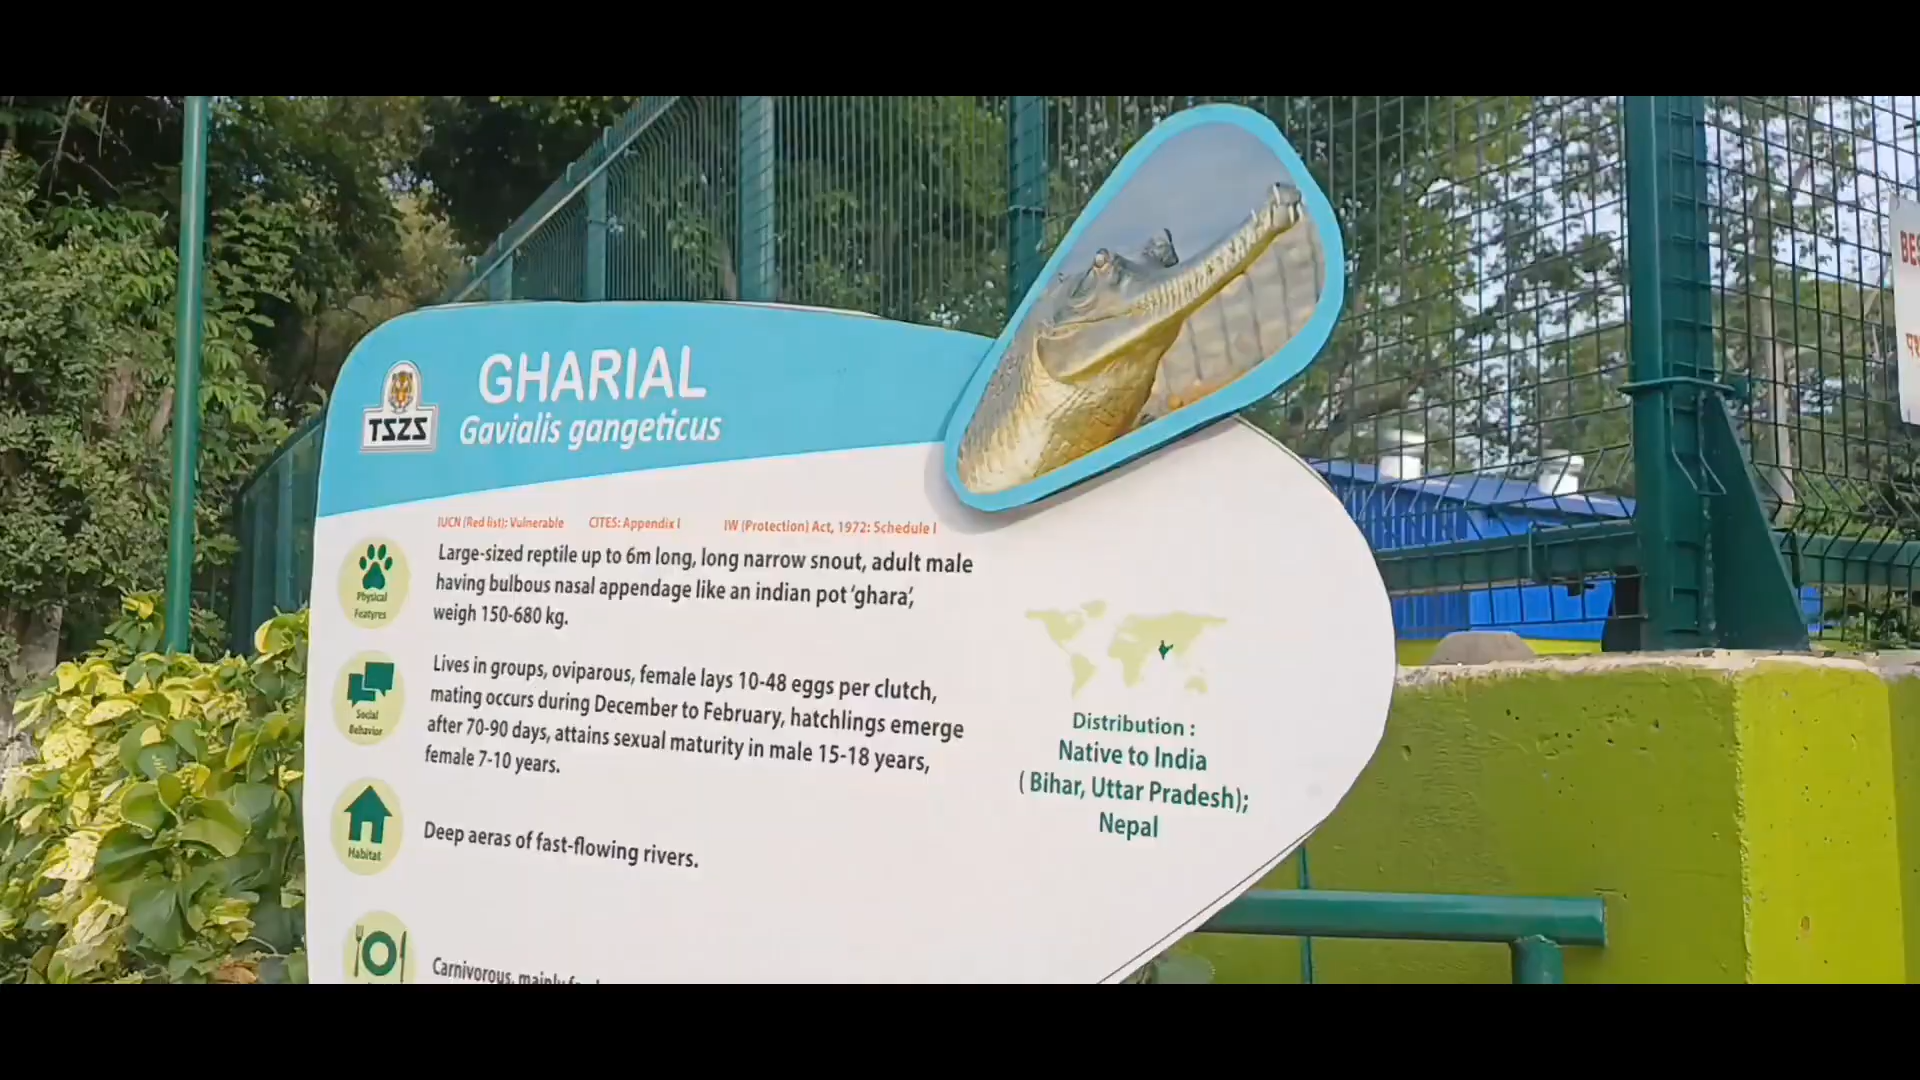 GHARIAL
TSZS
Gavialis gangeticus
IUCN (Red list): Vulnerable CITES: Appendix I IW (Protection) Act, 1972: Schedule I
Large-sized reptile up to 6m long, long narrow snout, adult male
having bulbous nasal appendage like an indian pot ‘ghara’,
weigh 150-680 kg.
Physical
Featyres
Lives in groups, oviparous, female lays 10-48 eggs per clutch,
mating occurs during December to February, hatchlings emerge
after 70-90 days, attains sexual maturity in male 15-18 years,
female 7-10 years.
Social
Behavior
Deep aeras of fast-flowing rivers.
Habitat
Carnivorous, mainly
Distribution :
Native to India
( Bihar, Uttar Pradesh);
Nepal